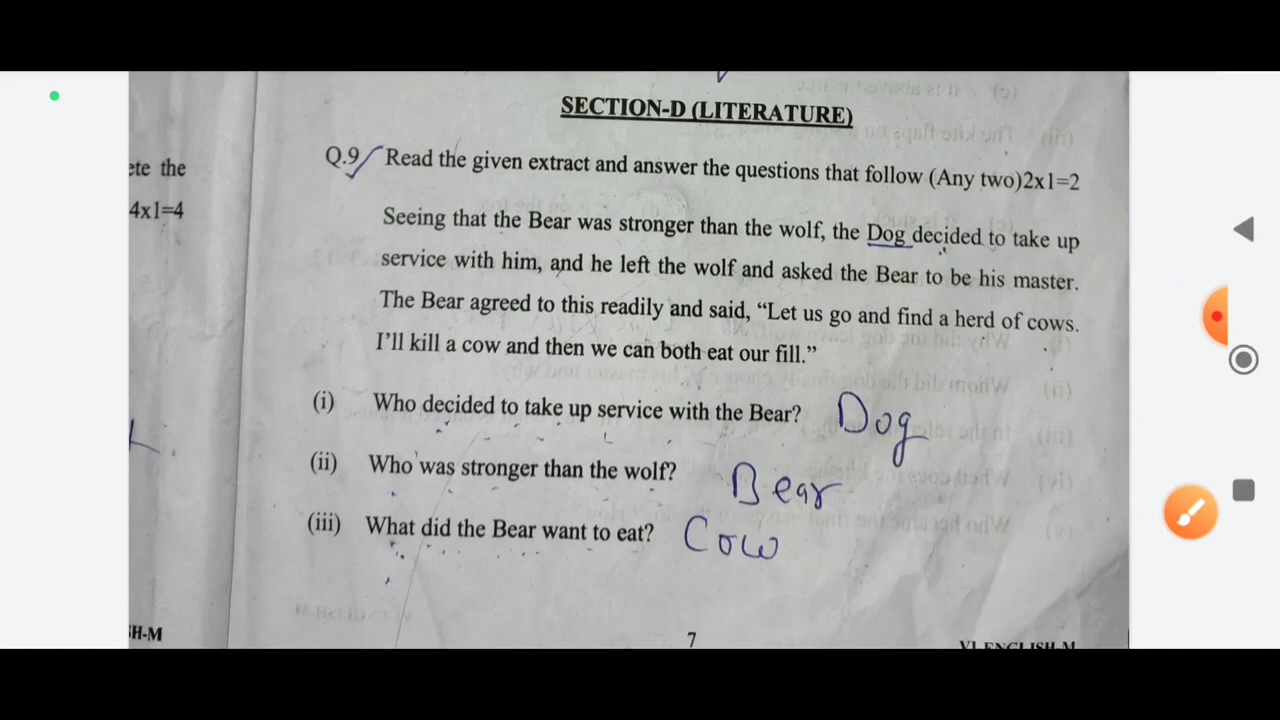 SECTION-D (LITERATURE)
ete the
4x1=4
Q.9 Read the given extract and answer the questions that follow (Any two)2x1=2
Seeing that the Bear was stronger than the wolf, the Dog decided to take up
service with him, and he left the wolf and asked the Bear to be his master.
The Bear agreed to this readily and said, “Let us go and find a herd of cows.
I’ll kill a cow and then we can both eat our fill.”
(i) Who decided to take up service with the Bear? Dog
(ii) Who was stronger than the wolf? Bear
(iii) What did the Bear want to eat? Cow
SH-M
7
VI ENGLISH-M